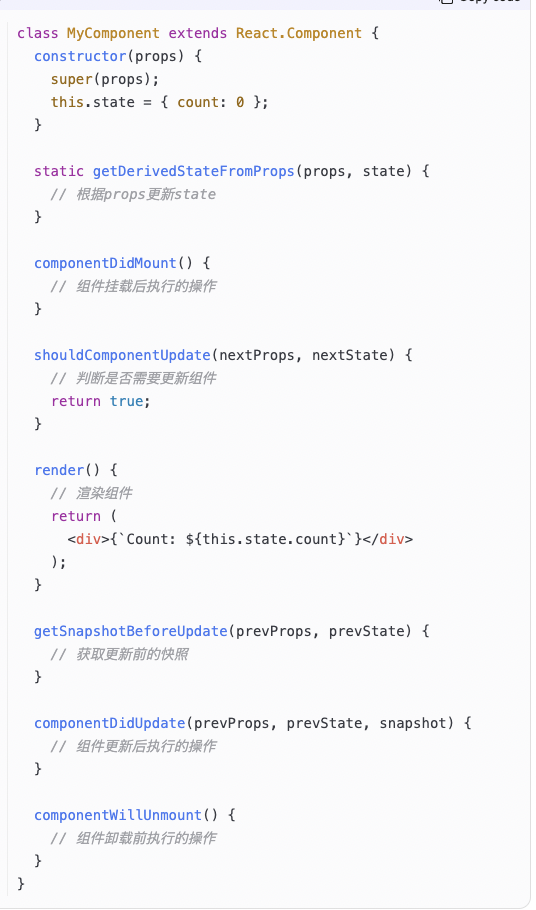 class MyComponent extends React.Component {
  constructor(props) {
    super(props);
    this.state = { count: 0 };
  }

  static getDerivedStateFromProps(props, state) {
    // 根据props更新state
  }

  componentDidMount() {
    // 组件挂载后执行的操作
  }

  shouldComponentUpdate(nextProps, nextState) {
    // 判断是否需要更新组件
    return true;
  }

  render() {
    // 渲染组件
    return (
      <div>{`Count: ${this.state.count}`}</div>
    );
  }

  getSnapshotBeforeUpdate(prevProps, prevState) {
    // 获取更新前的快照
  }

  componentDidUpdate(prevProps, prevState, snapshot) {
    // 组件更新后执行的操作
  }

  componentWillUnmount() {
    // 组件卸载前执行的操作
  }
}